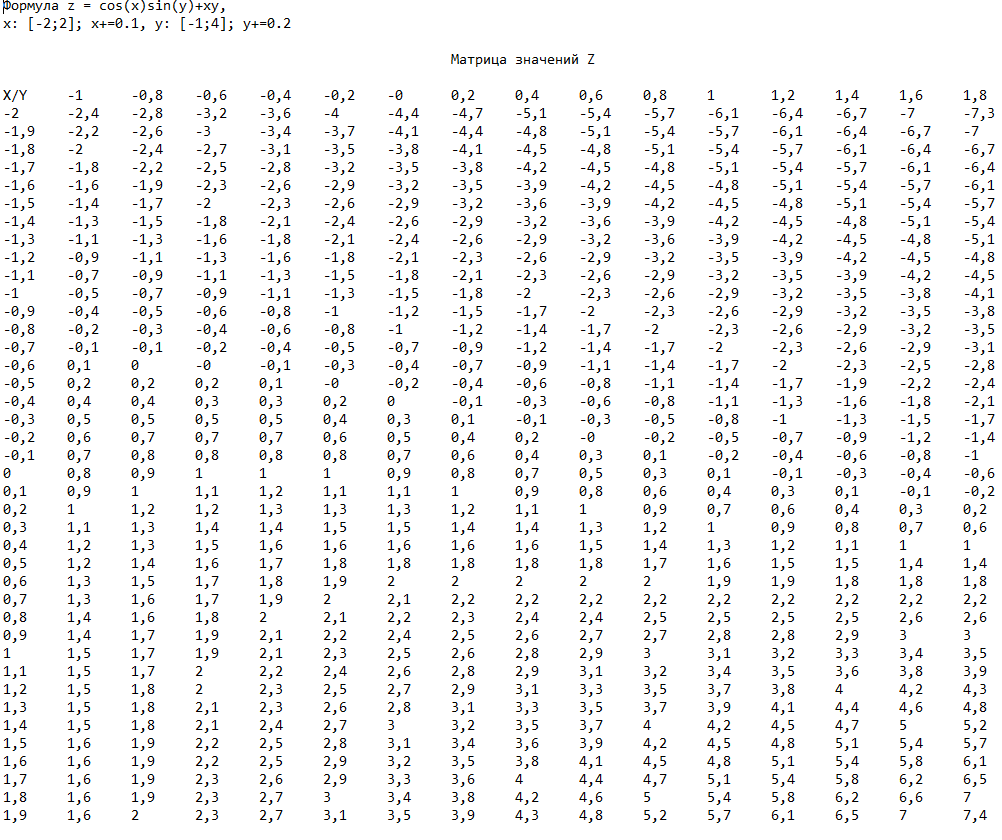 Формула z = cos(x)sin(y)+xy,
x: [-2;2]; x+=0.1, y: [-1;4]; y+=0.2
Матрица значений Z
X/Y -1 -0,8 -0,6 -0,4 -0,2 -0 0,2 0,4 0,6 0,8 1 1,2 1,4 1,6 1,8
-2 -2,4 -2,8 -3,2 -3,6 -4 -4,4 -4,7 -5,1 -5,4 -5,7 -6,1 -6,4 -6,7 -7 -7,3
-1,9 -2,2 -2,6 -3 -3,4 -3,7 -4,1 -4,4 -4,8 -5,1 -5,4 -5,7 -6,1 -6,4 -6,7 -7
-1,8 -2 -2,4 -2,7 -3,1 -3,5 -3,8 -4,1 -4,5 -4,8 -5,1 -5,4 -5,7 -6,1 -6,4 -6,7
-1,7 -1,8 -2,2 -2,5 -2,8 -3,2 -3,5 -3,8 -4,2 -4,5 -4,8 -5,1 -5,4 -5,7 -6,1 -6,4
-1,6 -1,6 -1,9 -2,3 -2,6 -2,9 -3,2 -3,5 -3,9 -4,2 -4,5 -4,8 -5,1 -5,4 -5,7 -6,1
-1,5 -1,4 -1,7 -2 -2,3 -2,6 -2,9 -3,2 -3,6 -3,9 -4,2 -4,5 -4,8 -5,1 -5,4 -5,7
-1,4 -1,3 -1,5 -1,8 -2,1 -2,4 -2,6 -2,9 -3,2 -3,6 -3,9 -4,2 -4,5 -4,8 -5,1 -5,4
-1,3 -1,1 -1,3 -1,6 -1,8 -2,1 -2,4 -2,6 -2,9 -3,2 -3,6 -3,9 -4,2 -4,5 -4,8 -5,1
-1,2 -0,9 -1,1 -1,3 -1,6 -1,8 -2,1 -2,3 -2,6 -2,9 -3,2 -3,5 -3,9 -4,2 -4,5 -4,8
-1,1 -0,7 -0,9 -1,1 -1,3 -1,5 -1,8 -2,1 -2,3 -2,6 -2,9 -3,2 -3,5 -3,9 -4,2 -4,5
-1 -0,5 -0,7 -0,9 -1,1 -1,3 -1,5 -1,8 -2 -2,3 -2,6 -2,9 -3,2 -3,5 -3,8 -4,1
-0,9 -0,4 -0,5 -0,6 -0,8 -1 -1,2 -1,5 -1,7 -2 -2,3 -2,6 -2,9 -3,2 -3,5 -3,8
-0,8 -0,2 -0,3 -0,4 -0,6 -0,8 -1 -1,2 -1,4 -1,7 -2 -2,3 -2,6 -2,9 -3,2 -3,5
-0,7 -0,1 -0,1 -0,2 -0,4 -0,5 -0,7 -0,9 -1,2 -1,4 -1,7 -2 -2,3 -2,6 -2,9 -3,1
-0,6 0,1 0 -0 -0,1 -0,3 -0,4 -0,7 -0,9 -1,1 -1,4 -1,7 -2 -2,3 -2,5 -2,8
-0,5 0,2 0,2 0,2 0,1 -0 -0,2 -0,4 -0,6 -0,8 -1,1 -1,4 -1,7 -1,9 -2,2 -2,4
-0,4 0,4 0,4 0,3 0,3 0,2 0 -0,1 -0,3 -0,6 -0,8 -1,1 -1,3 -1,6 -1,8 -2,1
-0,3 0,5 0,5 0,5 0,5 0,4 0,3 0,1 -0,1 -0,3 -0,5 -0,8 -1 -1,3 -1,5 -1,7
-0,2 0,6 0,7 0,7 0,7 0,6 0,5 0,4 0,2 -0 -0,2 -0,5 -0,7 -0,9 -1,2 -1,4
-0,1 0,7 0,8 0,8 0,8 0,8 0,7 0,6 0,4 0,3 0,1 -0,2 -0,4 -0,6 -0,8 -1
0 0,8 0,9 1 1 1 0,9 0,8 0,7 0,5 0,3 0,1 -0,1 -0,3 -0,4 -0,6
0,1 0,9 1 1,1 1,2 1,1 1,1 1 0,9 0,8 0,6 0,4 0,3 0,1 -0,1 -0,2
0,2 1 1,2 1,2 1,3 1,3 1,3 1,2 1,1 1 0,9 0,7 0,6 0,4 0,3 0,2
0,3 1,1 1,3 1,4 1,4 1,5 1,5 1,4 1,4 1,3 1,2 1 0,9 0,8 0,7 0,6
0,4 1,2 1,3 1,5 1,6 1,6 1,6 1,6 1,6 1,5 1,4 1,3 1,2 1,1 1 1
0,5 1,2 1,4 1,6 1,7 1,8 1,8 1,8 1,8 1,8 1,7 1,6 1,5 1,5 1,4 1,4
0,6 1,3 1,5 1,7 1,8 1,9 2 2 2 2 2 1,9 1,9 1,8 1,8 1,8
0,7 1,3 1,6 1,7 1,9 2 2,1 2,2 2,2 2,2 2,2 2,2 2,2 2,2 2,2 2,2
0,8 1,4 1,6 1,8 2 2,1 2,2 2,3 2,4 2,4 2,5 2,5 2,5 2,5 2,6 2,6
0,9 1,4 1,7 1,9 2,1 2,2 2,4 2,5 2,6 2,7 2,7 2,8 2,8 2,9 3 3
1 1,5 1,7 1,9 2,1 2,3 2,5 2,6 2,8 2,9 3 3,1 3,2 3,3 3,4 3,5
1,1 1,5 1,7 2 2,2 2,4 2,6 2,8 2,9 3,1 3,2 3,4 3,5 3,6 3,8 3,9
1,2 1,5 1,8 2 2,3 2,5 2,7 2,9 3,1 3,3 3,5 3,7 3,8 4 4,2 4,3
1,3 1,5 1,8 2,1 2,3 2,6 2,8 3,1 3,3 3,5 3,7 3,9 4,1 4,4 4,6 4,8
1,4 1,5 1,8 2,1 2,4 2,7 3 3,2 3,5 3,7 4 4,2 4,5 4,7 5 5,2
1,5 1,6 1,9 2,2 2,5 2,8 3,1 3,4 3,6 3,9 4,2 4,5 4,8 5,1 5,4 5,7
1,6 1,6 1,9 2,2 2,5 2,9 3,2 3,5 3,8 4,1 4,5 4,8 5,1 5,4 5,8 6,1
1,7 1,6 1,9 2,3 2,6 2,9 3,3 3,6 4 4,4 4,7 5,1 5,4 5,8 6,2 6,5
1,8 1,6 1,9 2,3 2,7 3 3,4 3,8 4,2 4,6 5 5,4 5,8 6,2 6,6 7
1,9 1,6 2 2,3 2,7 3,1 3,5 3,9 4,3 4,8 5,2 5,7 6,1 6,5 7 7,4